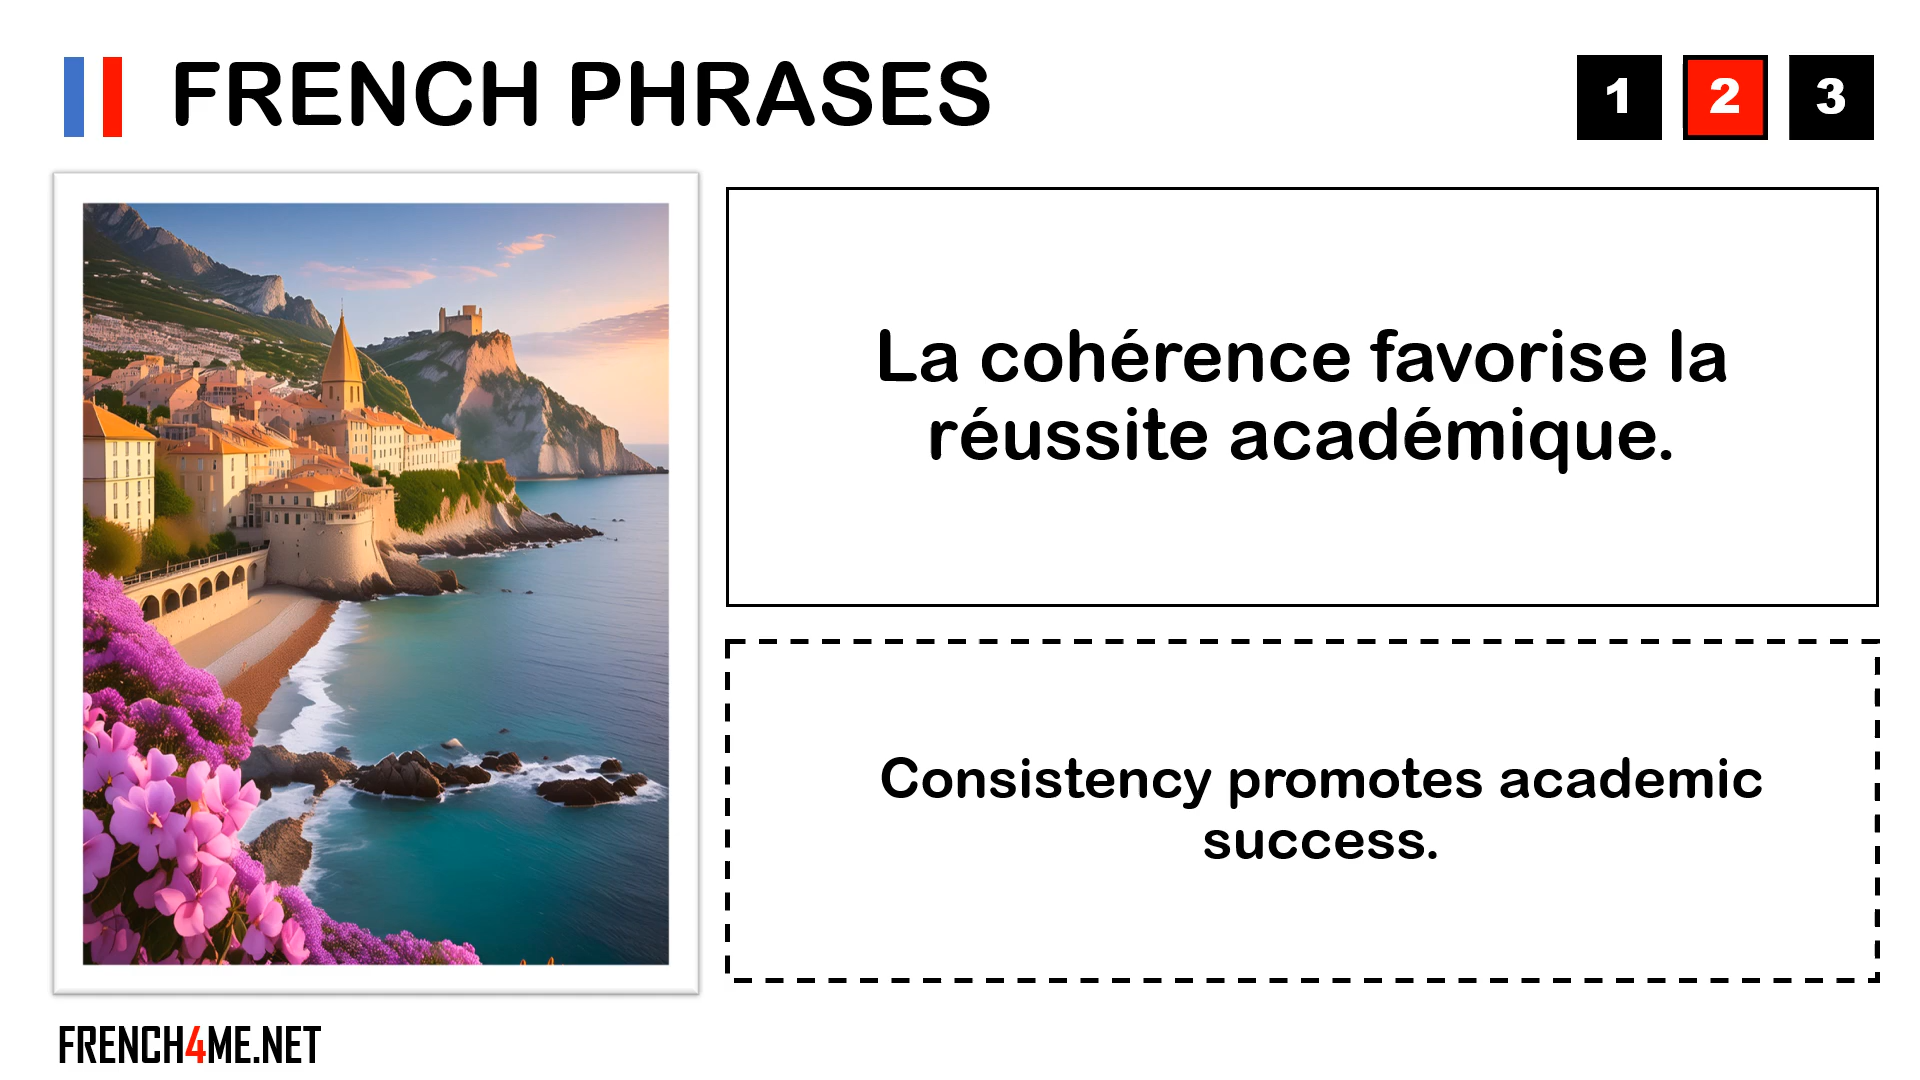 FRENCH PHRASES
1 2 3
La cohérence favorise la
réussite académique.
Consistency promotes academic
success.
FRENCH4ME.NET